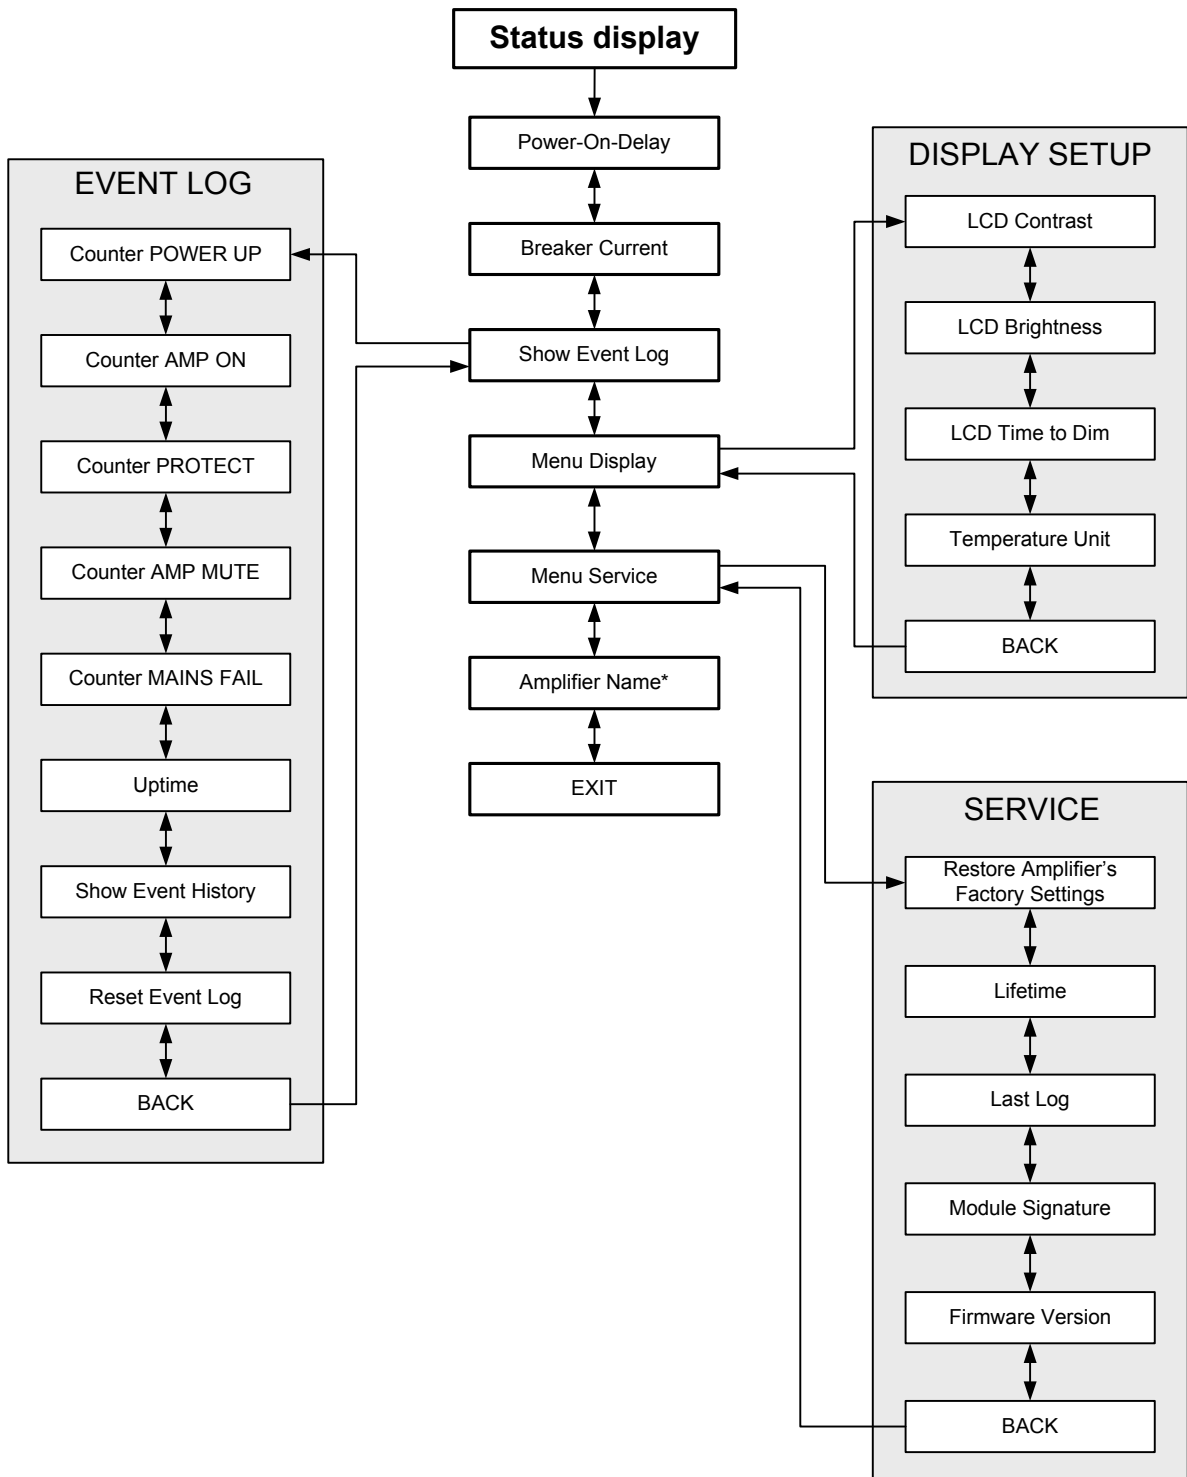 Status display
Power-On-Delay
Breaker Current
Show Event Log
Menu Display
Menu Service
Amplifier Name*
EXIT
EVENT LOG
Counter POWER UP
Counter AMP ON
Counter PROTECT
Counter AMP MUTE
Counter MAINS FAIL
Uptime
Show Event History
Reset Event Log
BACK
DISPLAY SETUP
LCD Contrast
LCD Brightness
LCD Time to Dim
Temperature Unit
BACK
SERVICE
Restore Amplifier's
Factory Settings
Lifetime
Last Log
Module Signature
Firmware Version
BACK